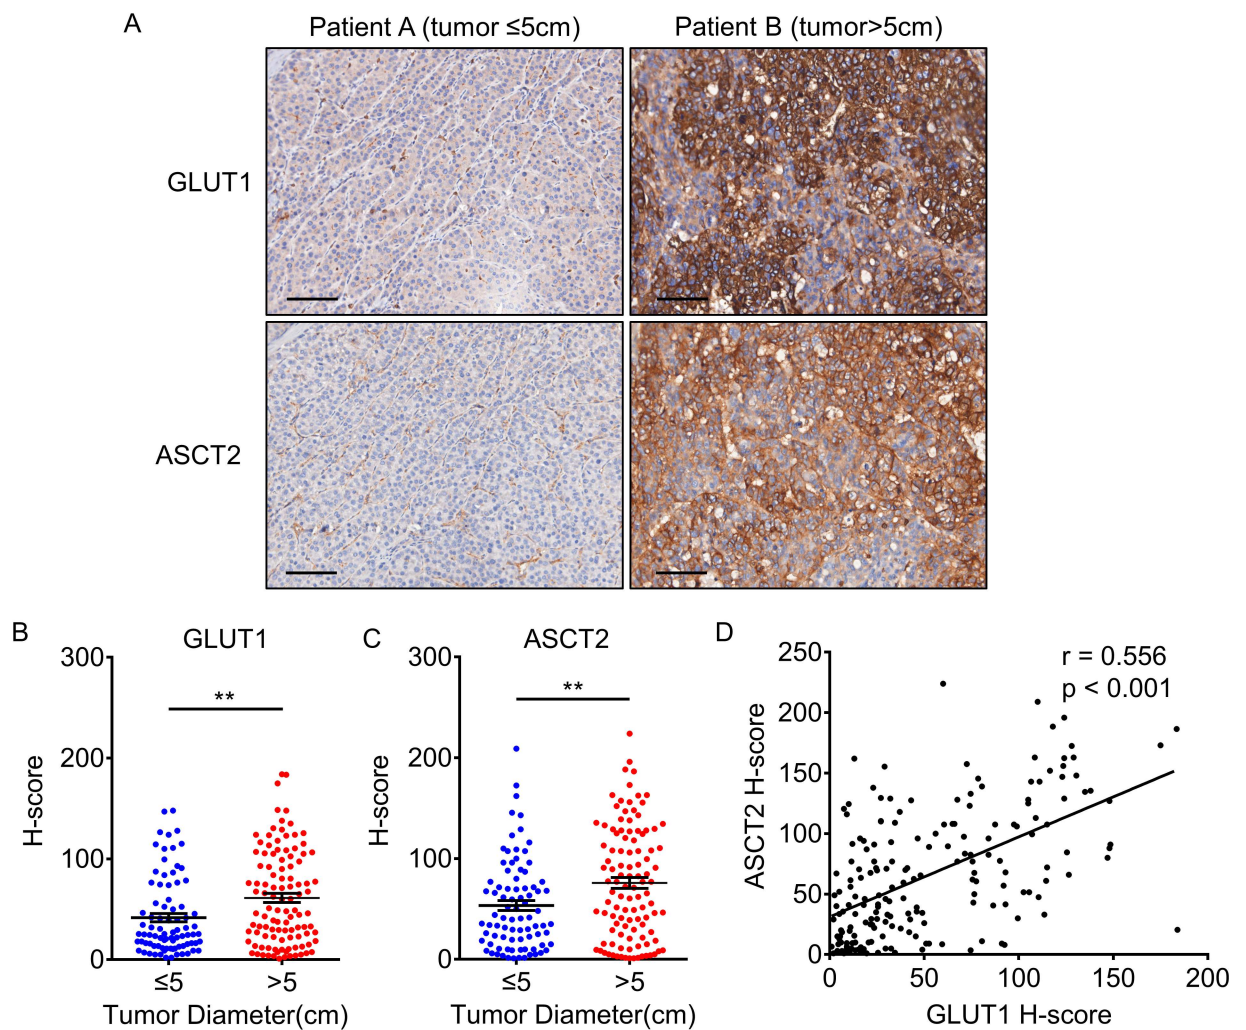 A
Patient A (tumor ≤5cm)
Patient B (tumor>5cm)
GLUT1
ASCT2
B
GLUT1
300
200
100
0
H-score
**
≤5
>5
Tumor Diameter(cm)
C
ASCT2
300
200
100
0
H-score
**
≤5
>5
Tumor Diameter(cm)
D
r = 0.556
p < 0.001
250
200
150
100
50
0
ASCT2 H-score
0
50
100
150
200
GLUT1 H-score